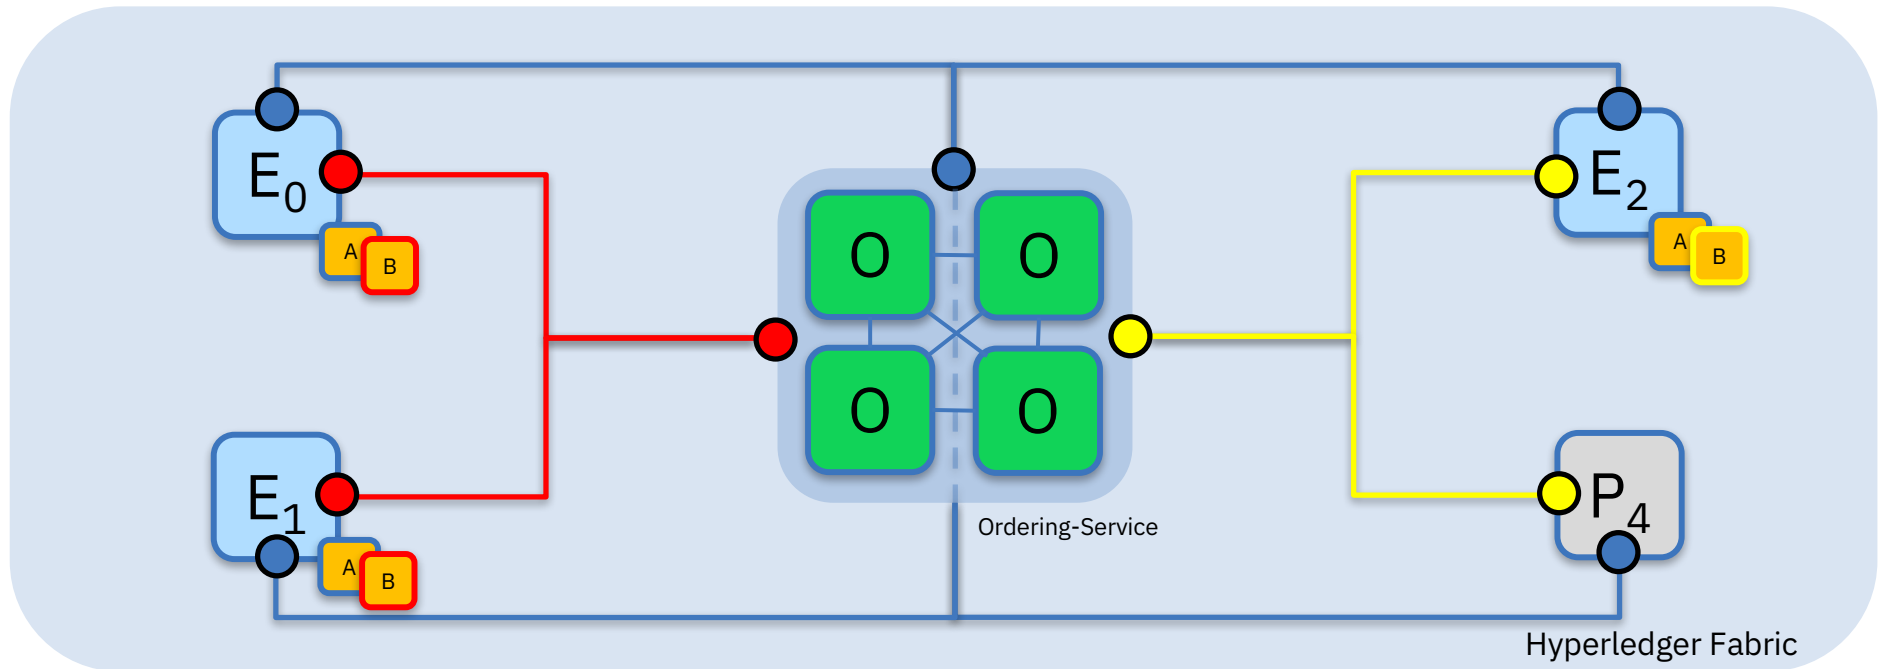 E0
A
B
E1
A
B
O
O
O
O
Ordering-Service
E2
A
B
P4
Hyperledger Fabric